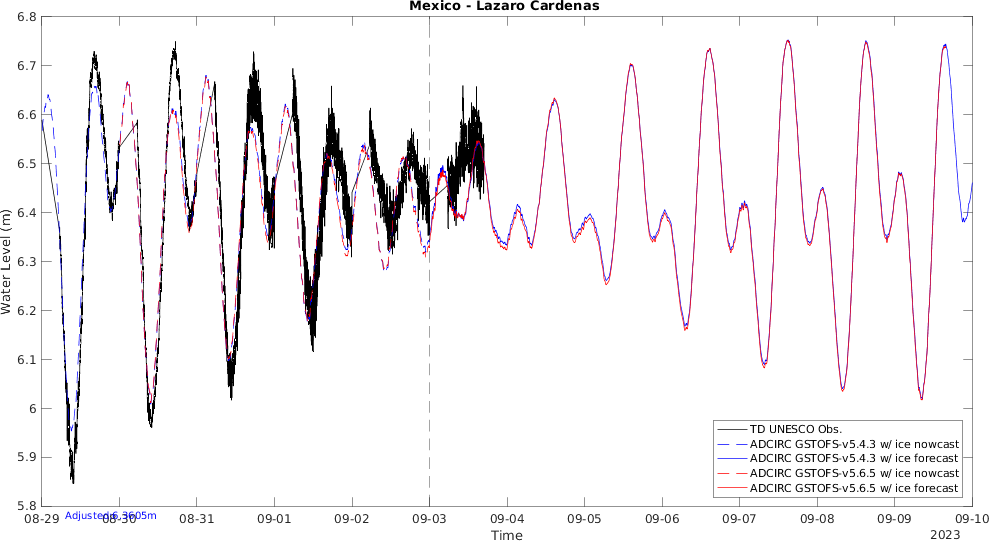 Mexico - Lazaro Cardenas
Water Level (m)
6.8
6.7
6.6
6.5
6.4
6.3
6.2
6.1
6
5.9
5.8
TD UNESCO Obs.
ADCIRC GSTOFS-v5.4.3 w/ ice nowcast
ADCIRC GSTOFS-v5.4.3 w/ ice forecast
ADCIRC GSTOFS-v5.6.5 w/ ice nowcast
ADCIRC GSTOFS-v5.6.5 w/ ice forecast
08-29 08-30 08-31 09-01 09-02 09-03 09-04 09-05 09-06 09-07 09-08 09-09 09-10
Adjusted 6.3605m
Time
2023